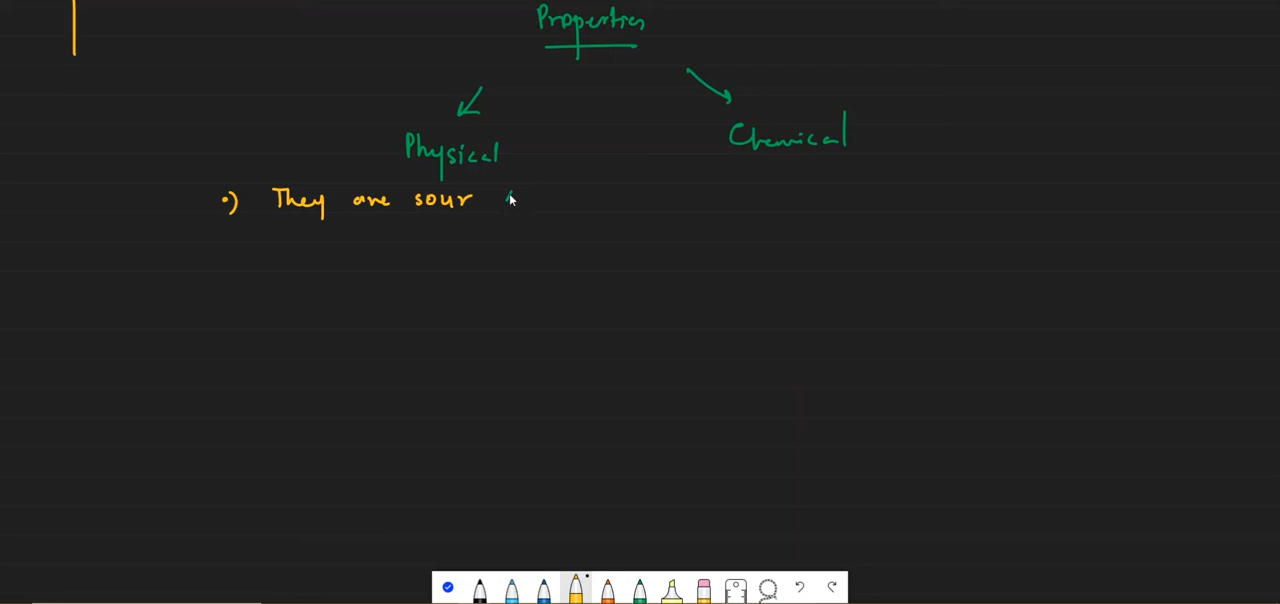 Properties
Physical
Chemical
•) They are sour